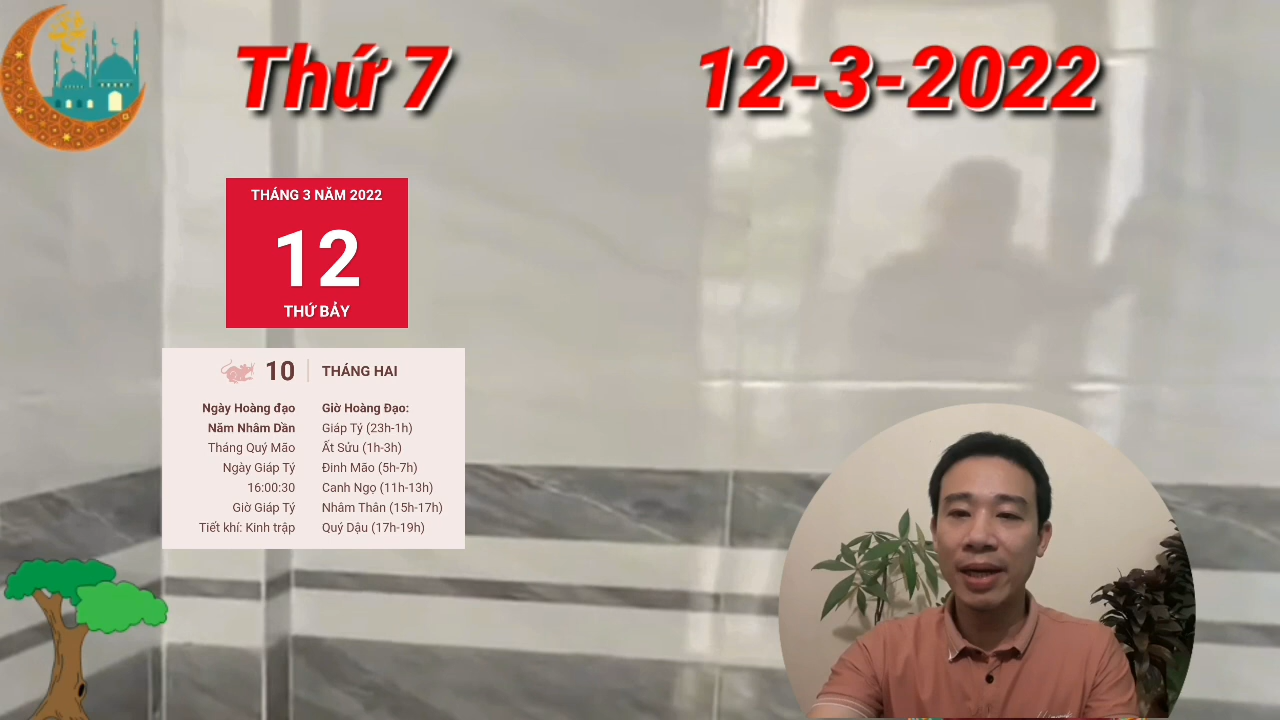 Thứ 7
12-3-2022
THÁNG 3 NĂM 2022
12
THỨ BẢY
10
THÁNG HAI
Ngày Hoàng đạo
Năm Nhâm Dần
Tháng Quý Mão
Ngày Giáp Tý
16:00:30
Giờ Giáp Tý
Tiết khí: Kinh trập
Giờ Hoàng Đạo:
Giáp Tý (23h-1h)
Ất Sửu (1h-3h)
Đinh Mão (5h-7h)
Canh Ngọ (11h-13h)
Nhâm Thân (15h-17h)
Quý Dậu (17h-19h)